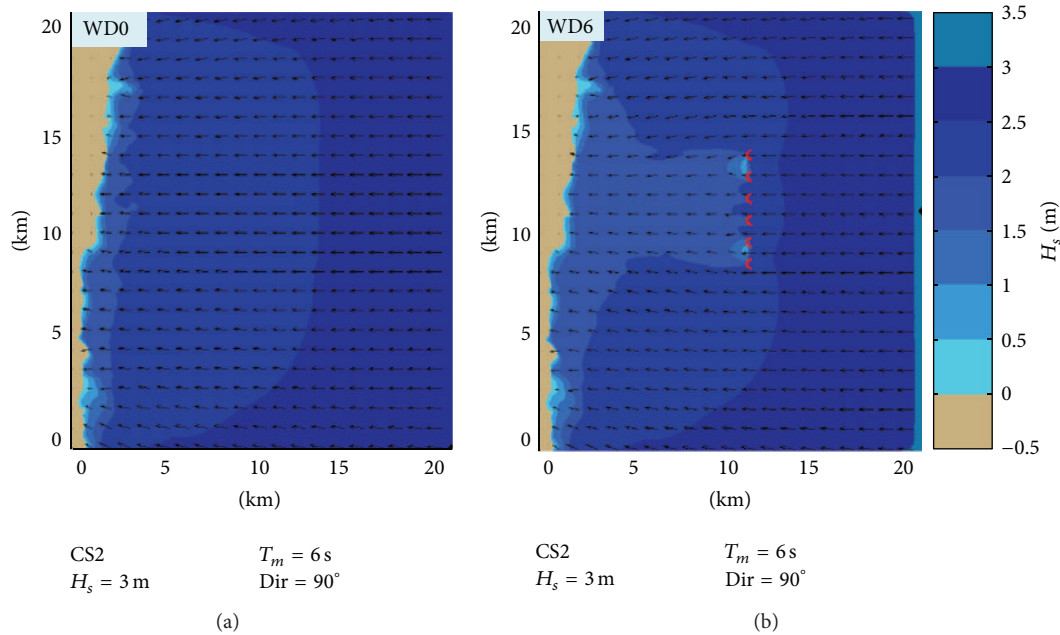 WD0
20
15
10
5
0
(km)
0 5 10 15 20
(km)
CS2 T_m = 6 s
H_s = 3 m Dir = 90°
(a)
WD6
20
15
10
5
0
(km)
0 5 10 15 20
(km)
CS2 T_m = 6 s
H_s = 3 m Dir = 90°
(b)
3.5
3
2.5
2
1.5
1
0.5
0
−0.5
H_s (m)